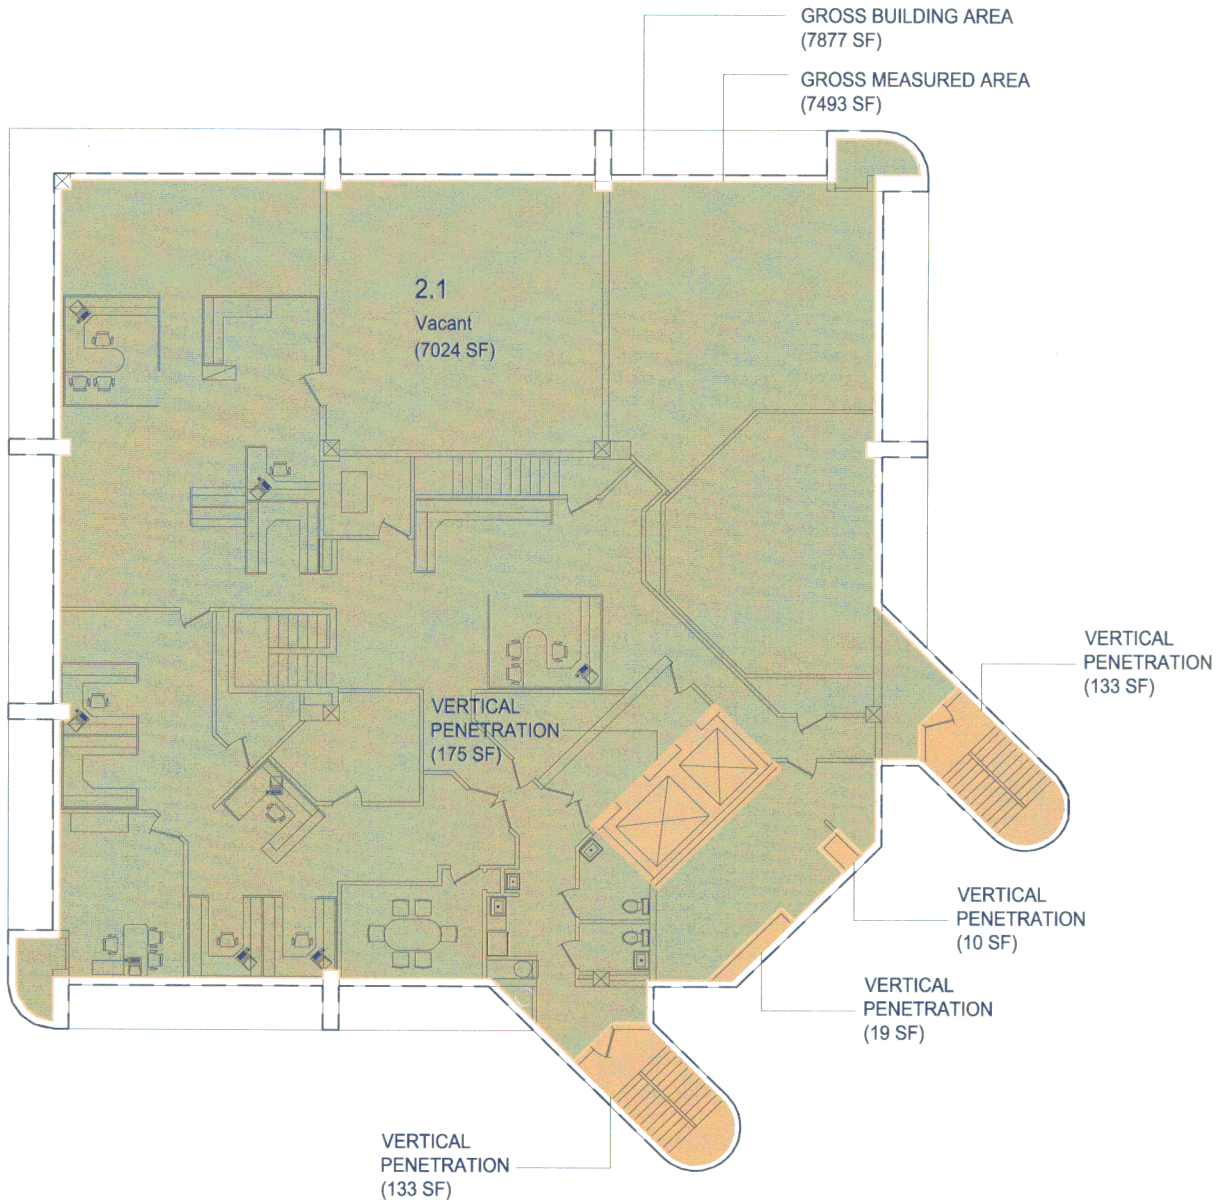 GROSS BUILDING AREA
(7877 SF)
GROSS MEASURED AREA
(7493 SF)
2.1
Vacant
(7024 SF)
VERTICAL
PENETRATION
(133 SF)
VERTICAL
PENETRATION
(175 SF)
VERTICAL
PENETRATION
(10 SF)
VERTICAL
PENETRATION
(19 SF)
VERTICAL
PENETRATION
(133 SF)